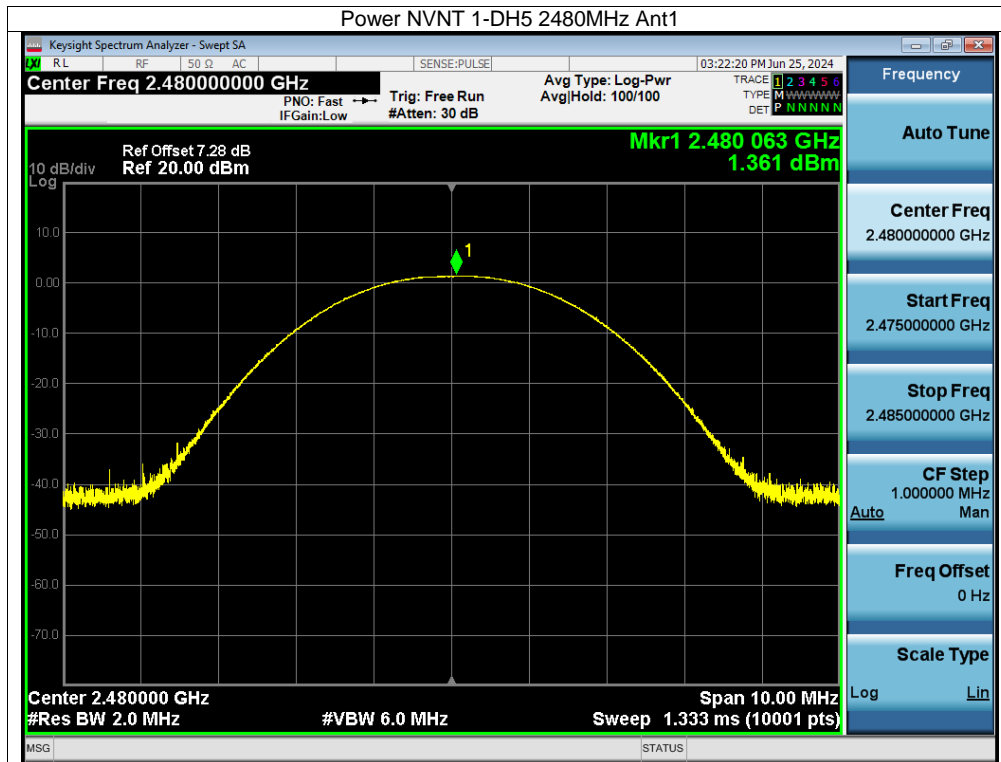 Power NVNT 1-DH5 2480MHz Ant1
Keysight Spectrum Analyzer - Swept SA
LXI RL RF 50 Ω AC SENSE:PULSE 03:22:20 PM Jun 25, 2024
Center Freq 2.480000000 GHz
PNO: Fast
IFGain:Low
Trig: Free Run
#Atten: 30 dB
Avg Type: Log-Pwr
Avg|Hold: 100/100
TRACE 1 2 3 4 5 6
TYPE M WWWWW
DET P N N N N N
Mkr1 2.480 063 GHz
1.361 dBm
Ref Offset 7.28 dB
10 dB/div Ref 20.00 dBm
Log
10.0
1
0.00
-10.0
-20.0
-30.0
-40.0
-50.0
-60.0
-70.0
Center 2.480000 GHz Span 10.00 MHz
#Res BW 2.0 MHz #VBW 6.0 MHz Sweep 1.333 ms (10001 pts)
MSG STATUS
Frequency
Auto Tune
Center Freq
2.480000000 GHz
Start Freq
2.475000000 GHz
Stop Freq
2.485000000 GHz
CF Step
1.000000 MHz
Auto Man
Freq Offset
0 Hz
Scale Type
Log Lin